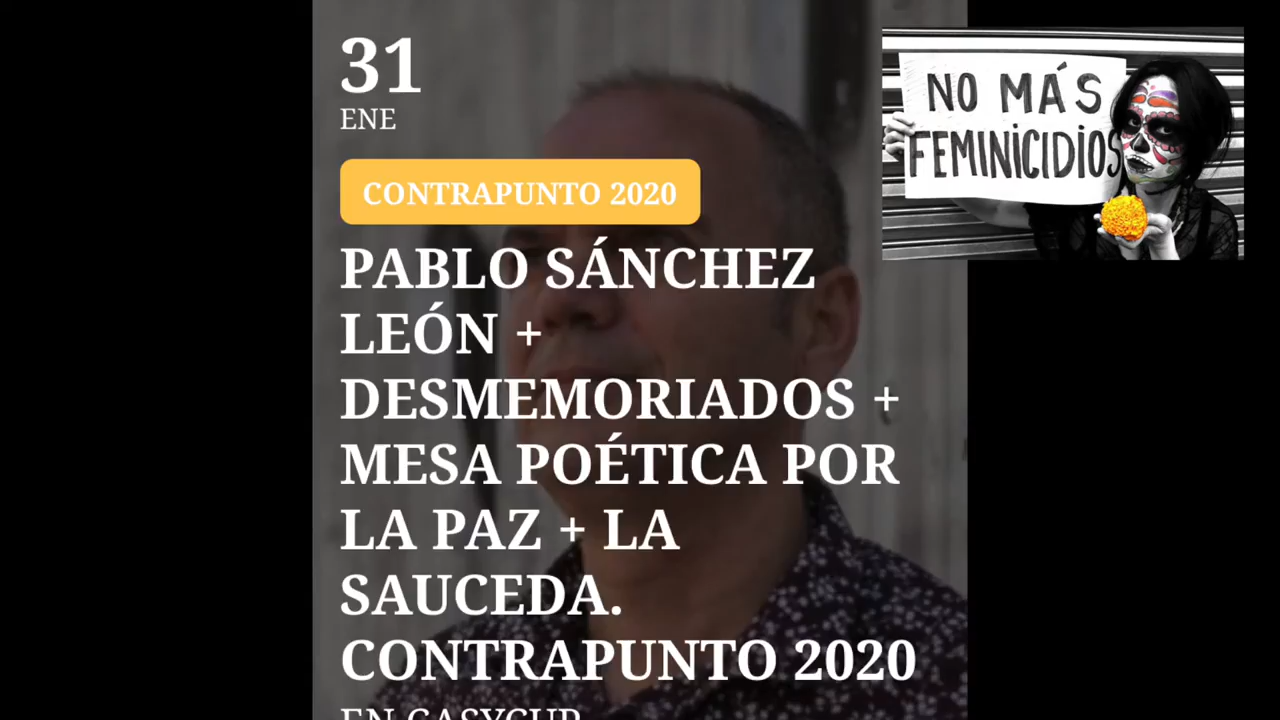 31
ENE
CONTRAPUNTO 2020
PABLO SÁNCHEZ
LEÓN +
DESMEMORIADOS +
MESA POÉTICA POR
LA PAZ + LA
SAUCEDA.
CONTRAPUNTO 2020
NO MÁS
FEMINICIDIOS